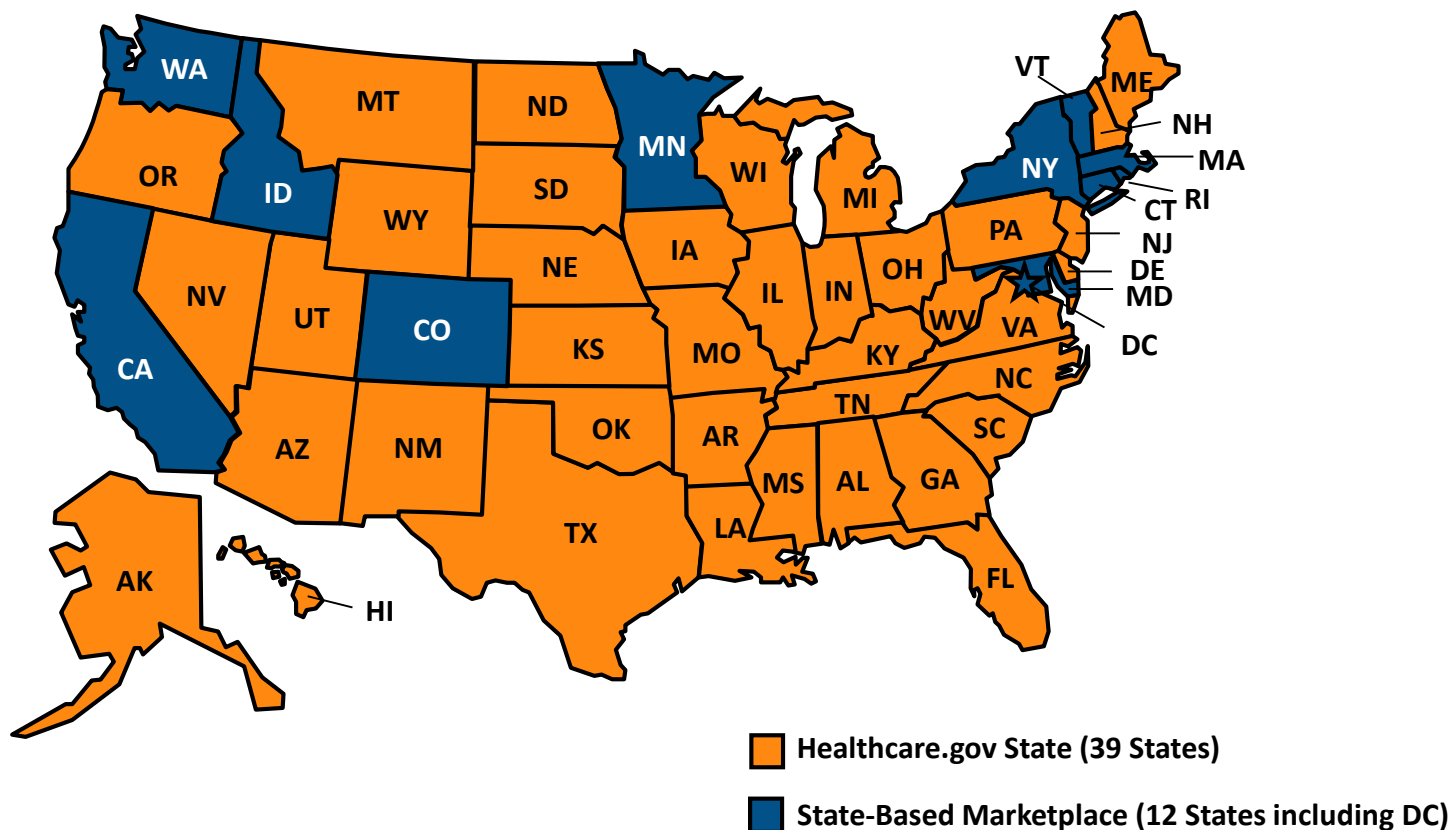 WA
MT
ND
MN
VT
ME
NH
MA
RI
CT
NY
OR
ID
SD
WI
MI
WY
PA
NJ
DE
MD
DC
IA
NE
NV
UT
CO
CA
IL
IN
OH
WV
VA
KS
MO
KY
NC
TN
SC
AZ
NM
OK
AR
MS
AL
GA
LA
TX
FL
AK
HI
Healthcare.gov State (39 States)
State-Based Marketplace (12 States including DC)